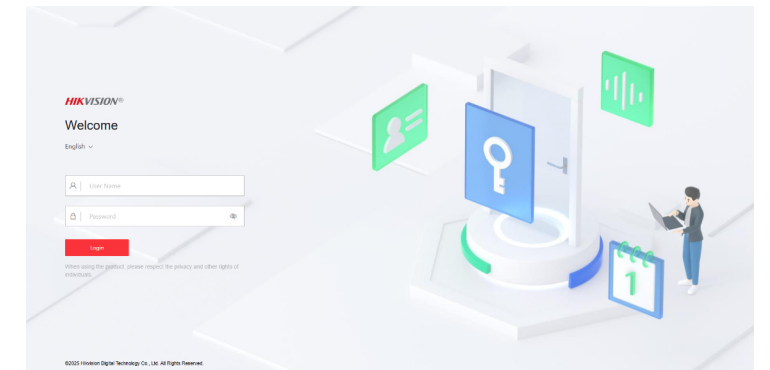 HIKVISION®
Welcome
English
User Name
Password
Login
When using the product, please respect the privacy and other rights of
individuals.
©2025 Hikvision Digital Technology Co., Ltd. All Rights Reserved.
1